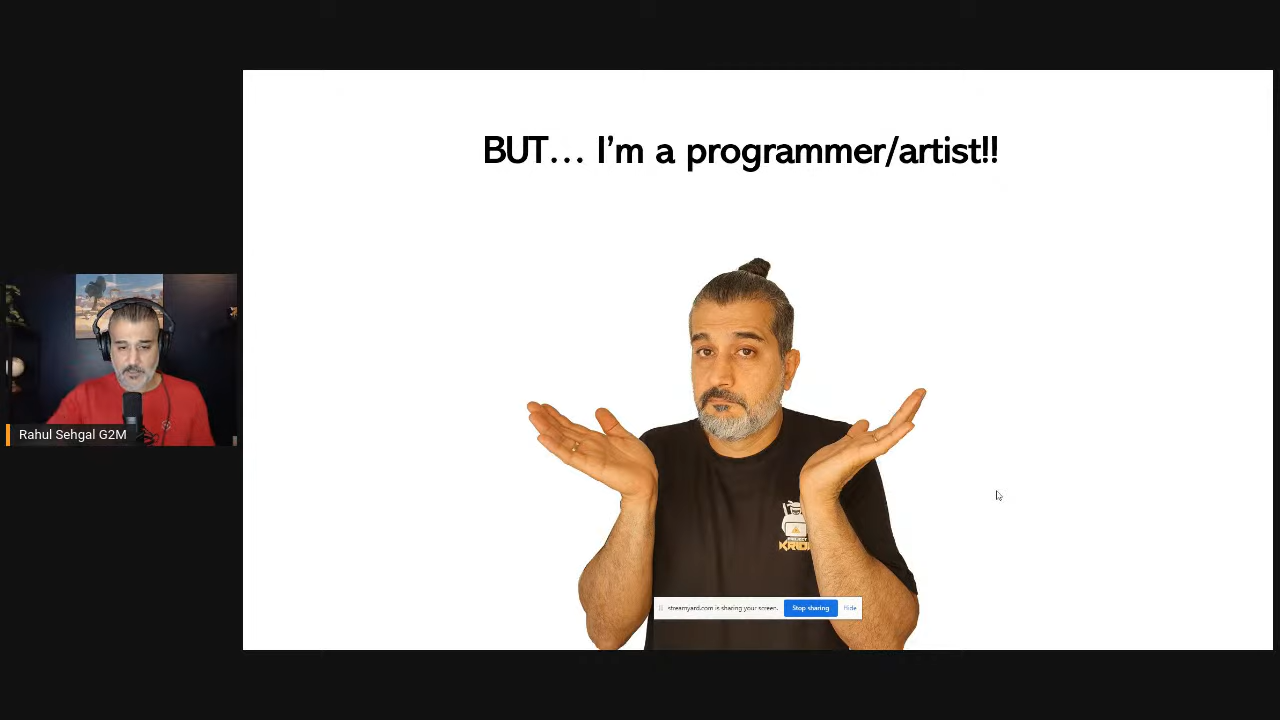 BUT... I'm a programmer/artist!!
Rahul Sehgal G2M
streamyard.com is sharing your screen. Stop sharing Hide